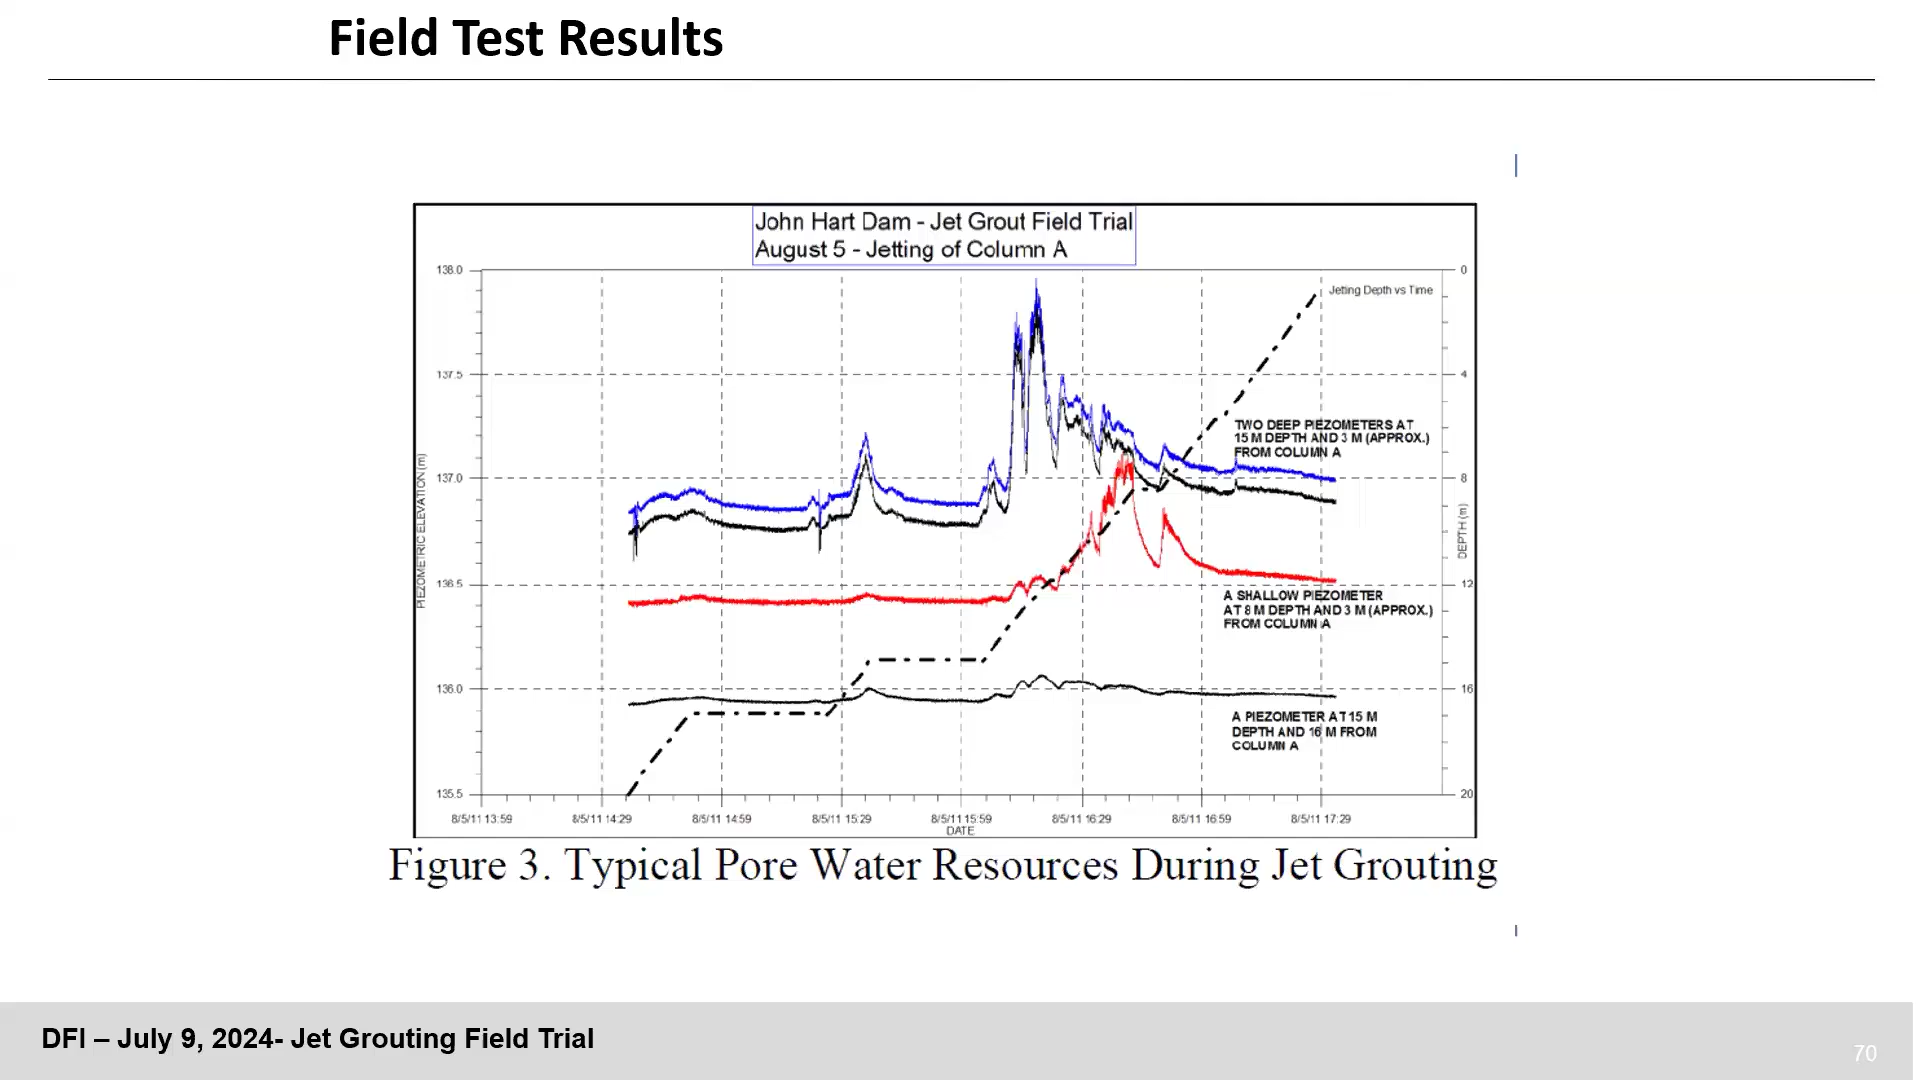 Field Test Results
John Hart Dam - Jet Grout Field Trial
August 5 - Jetting of Column A
138.0
137.5
137.0
136.5
136.0
135.5
PIEZOMETRIC ELEVATION (m)
0
4
8
12
16
20
DEPTH (m)
Jetting Depth vs Time
TWO DEEP PIEZOMETERS AT
15 M DEPTH AND 3 M (APPROX.)
FROM COLUMN A
A SHALLOW PIEZOMETER
AT 8 M DEPTH AND 3 M (APPROX.)
FROM COLUMN A
A PIEZOMETER AT 15 M
DEPTH AND 16 M FROM
COLUMN A
8/5/11 13:59 8/5/11 14:29 8/5/11 14:59 8/5/11 15:29 8/5/11 15:59 8/5/11 16:29 8/5/11 16:59 8/5/11 17:29
DATE
Figure 3. Typical Pore Water Resources During Jet Grouting
DFI – July 9, 2024- Jet Grouting Field Trial
70